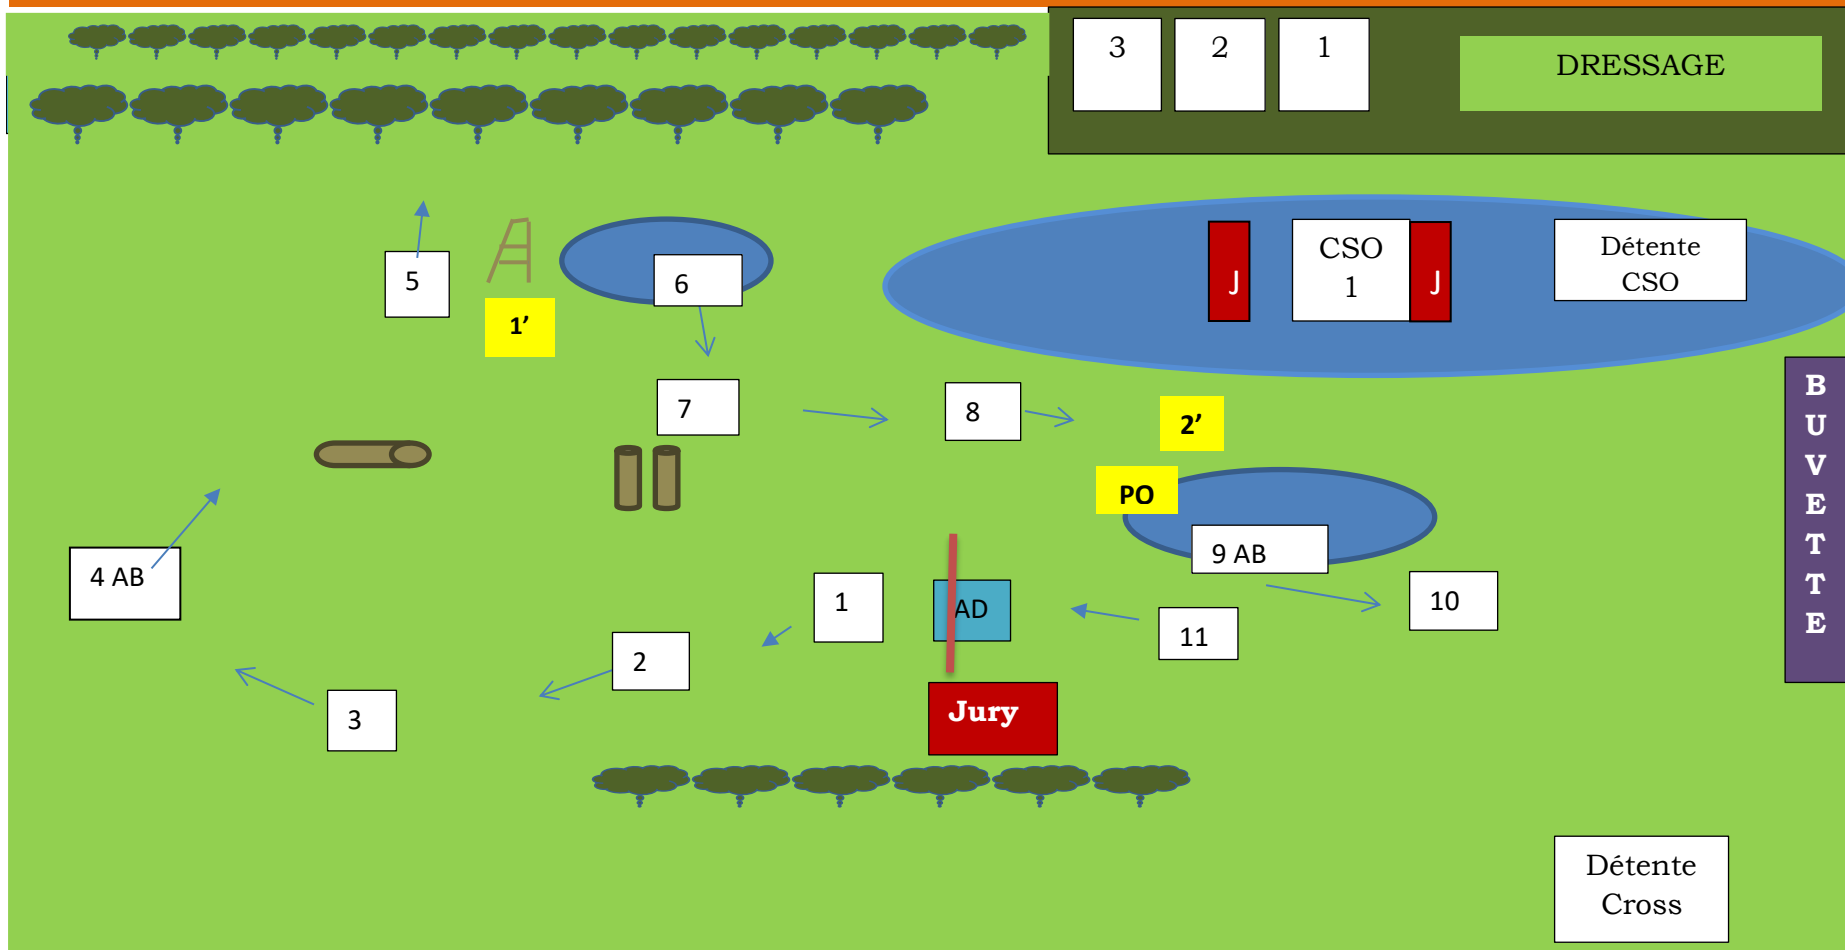 3
2
1
DRESSAGE
J
CSO
1
J
Détente
CSO
5
6
1’
7
8
2’
PO
B
U
V
E
T
T
E
4 AB
9 AB
1
AD
10
11
2
3
Jury
Détente
Cross